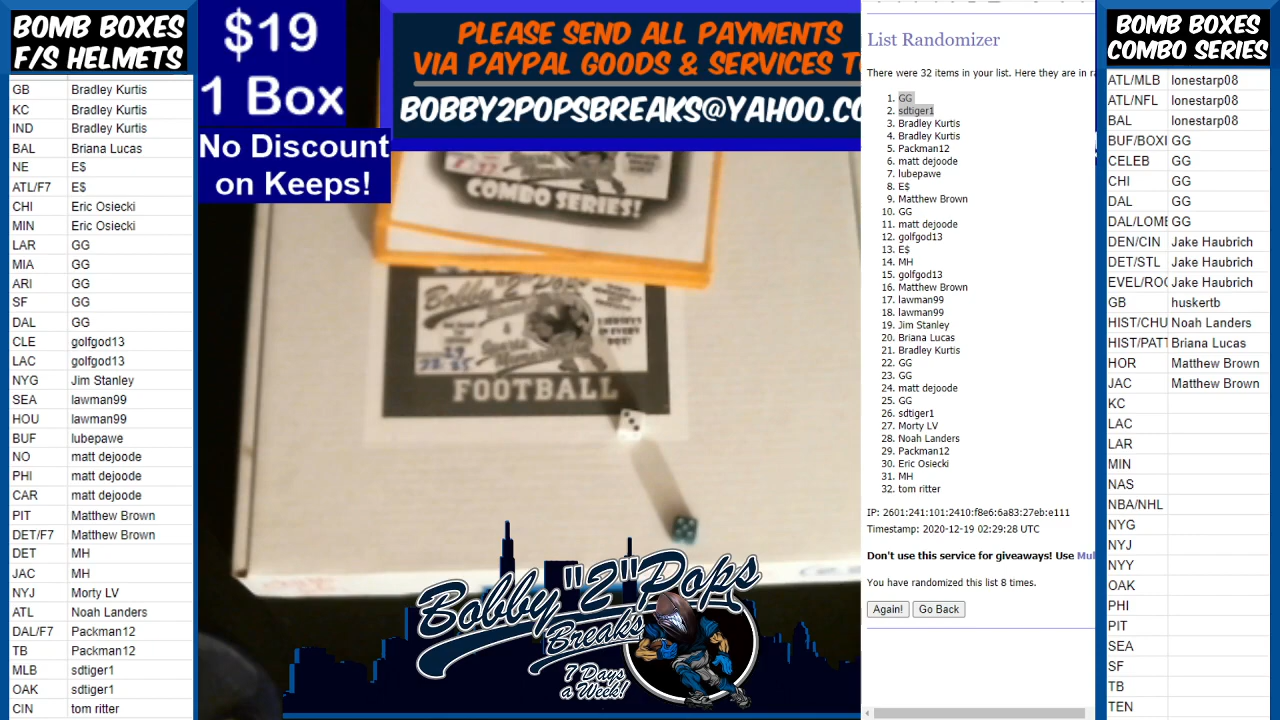 BOMB BOXES
F/S HELMETS
GB Bradley Kurtis
KC Bradley Kurtis
IND Bradley Kurtis
BAL Briana Lucas
NE E$
ATL/F7 E$
CHI Eric Osiecki
MIN Eric Osiecki
LAR GG
MIA GG
ARI GG
SF GG
DAL GG
CLE golfgod13
LAC golfgod13
NYG Jim Stanley
SEA lawman99
HOU lawman99
BUF lubepawe
NO matt dejoode
PHI matt dejoode
CAR matt dejoode
PIT Matthew Brown
DET/F7 Matthew Brown
DET MH
JAC MH
NYJ Morty LV
ATL Noah Landers
DAL/F7 Packman12
TB Packman12
MLB sdtiger1
OAK sdtiger1
CIN tom ritter
$19
1 Box
No Discount
on Keeps!
PLEASE SEND ALL PAYMENTS
VIA PAYPAL GOODS & SERVICES T
BOBBY2POPSBREAKS@YAHOO.CO
COMBO SERIES!
Bobby "2" Pops
FOOTBALL
Bobby "2" Pops
Breaks
7 Days
a Week!
List Randomizer
There were 32 items in your list. Here they are in ra
1. GG
2. sdtiger1
3. Bradley Kurtis
4. Bradley Kurtis
5. Packman12
6. matt dejoode
7. lubepawe
8. E$
9. Matthew Brown
10. GG
11. matt dejoode
12. golfgod13
13. E$
14. MH
15. golfgod13
16. Matthew Brown
17. lawman99
18. lawman99
19. Jim Stanley
20. Briana Lucas
21. Bradley Kurtis
22. GG
23. GG
24. matt dejoode
25. GG
26. sdtiger1
27. Morty LV
28. Noah Landers
29. Packman12
30. Eric Osiecki
31. MH
32. tom ritter
IP: 2601:241:101:2410:f8e6:6a83:27eb:e111
Timestamp: 2020-12-19 02:29:28 UTC
Don't use this service for giveaways! Use Mul
You have randomized this list 8 times.
Again! Go Back
BOMB BOXES
COMBO SERIES
ATL/MLB lonestarp08
ATL/NFL lonestarp08
BAL lonestarp08
BUF/BOXI GG
CELEB GG
CHI GG
DAL GG
DAL/LOME GG
DEN/CIN Jake Haubrich
DET/STL Jake Haubrich
EVEL/ROC Jake Haubrich
GB huskertb
HIST/CHU Noah Landers
HIST/PATT Briana Lucas
HOR Matthew Brown
JAC Matthew Brown
KC
LAC
LAR
MIN
NAS
NBA/NHL
NYG
NYJ
NYY
OAK
PHI
PIT
SEA
SF
TB
TEN